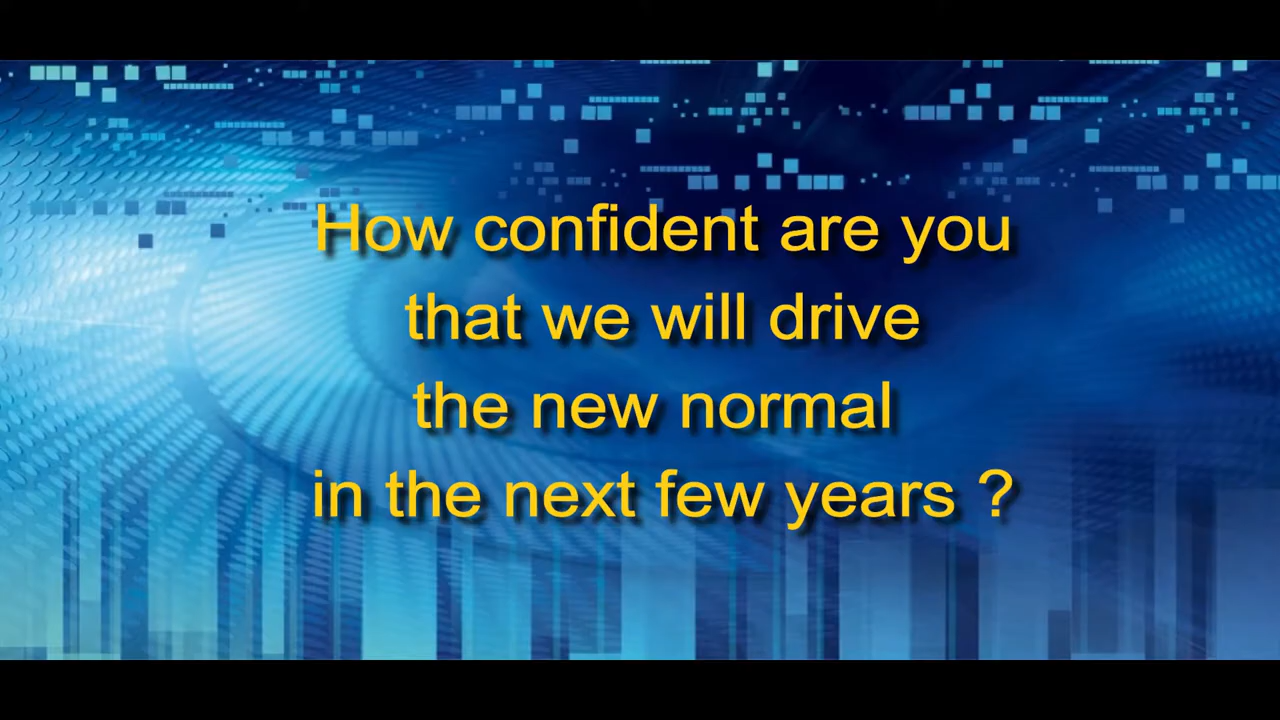 How confident are you
that we will drive
the new normal
in the next few years ?